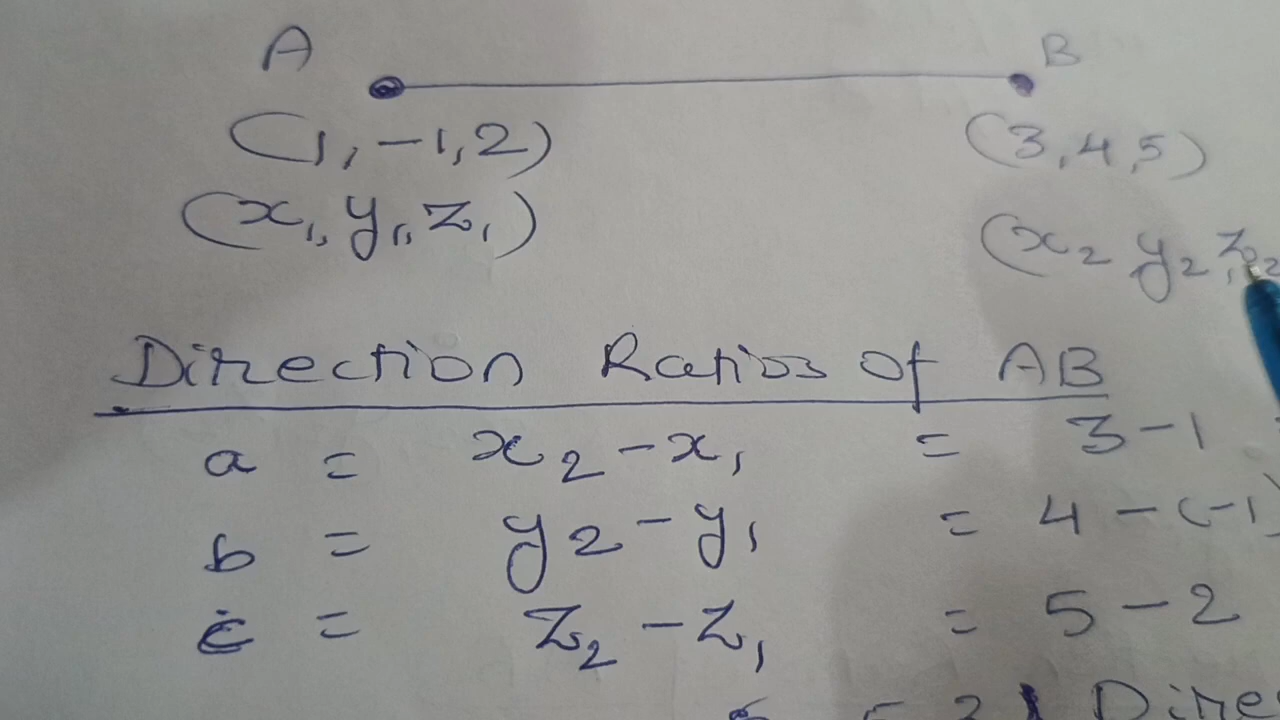 A B
(1, -1, 2) (3, 4, 5)
(x₁, y₁, z₁) (x₂ y₂, z₂
Direction Ratios Of AB
a = x₂ - x₁ = 3 - 1
b = y₂ - y₁ = 4 - (-1)
c = z₂ - z₁ = 5 - 2